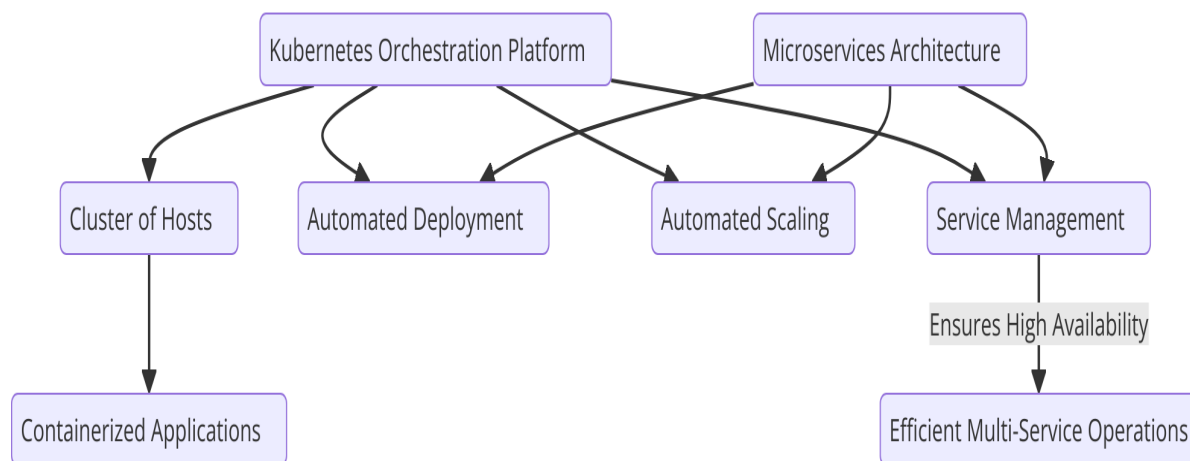 Kubernetes Orchestration Platform
Microservices Architecture
Cluster of Hosts
Automated Deployment
Automated Scaling
Service Management
Ensures High Availability
Containerized Applications
Efficient Multi-Service Operations